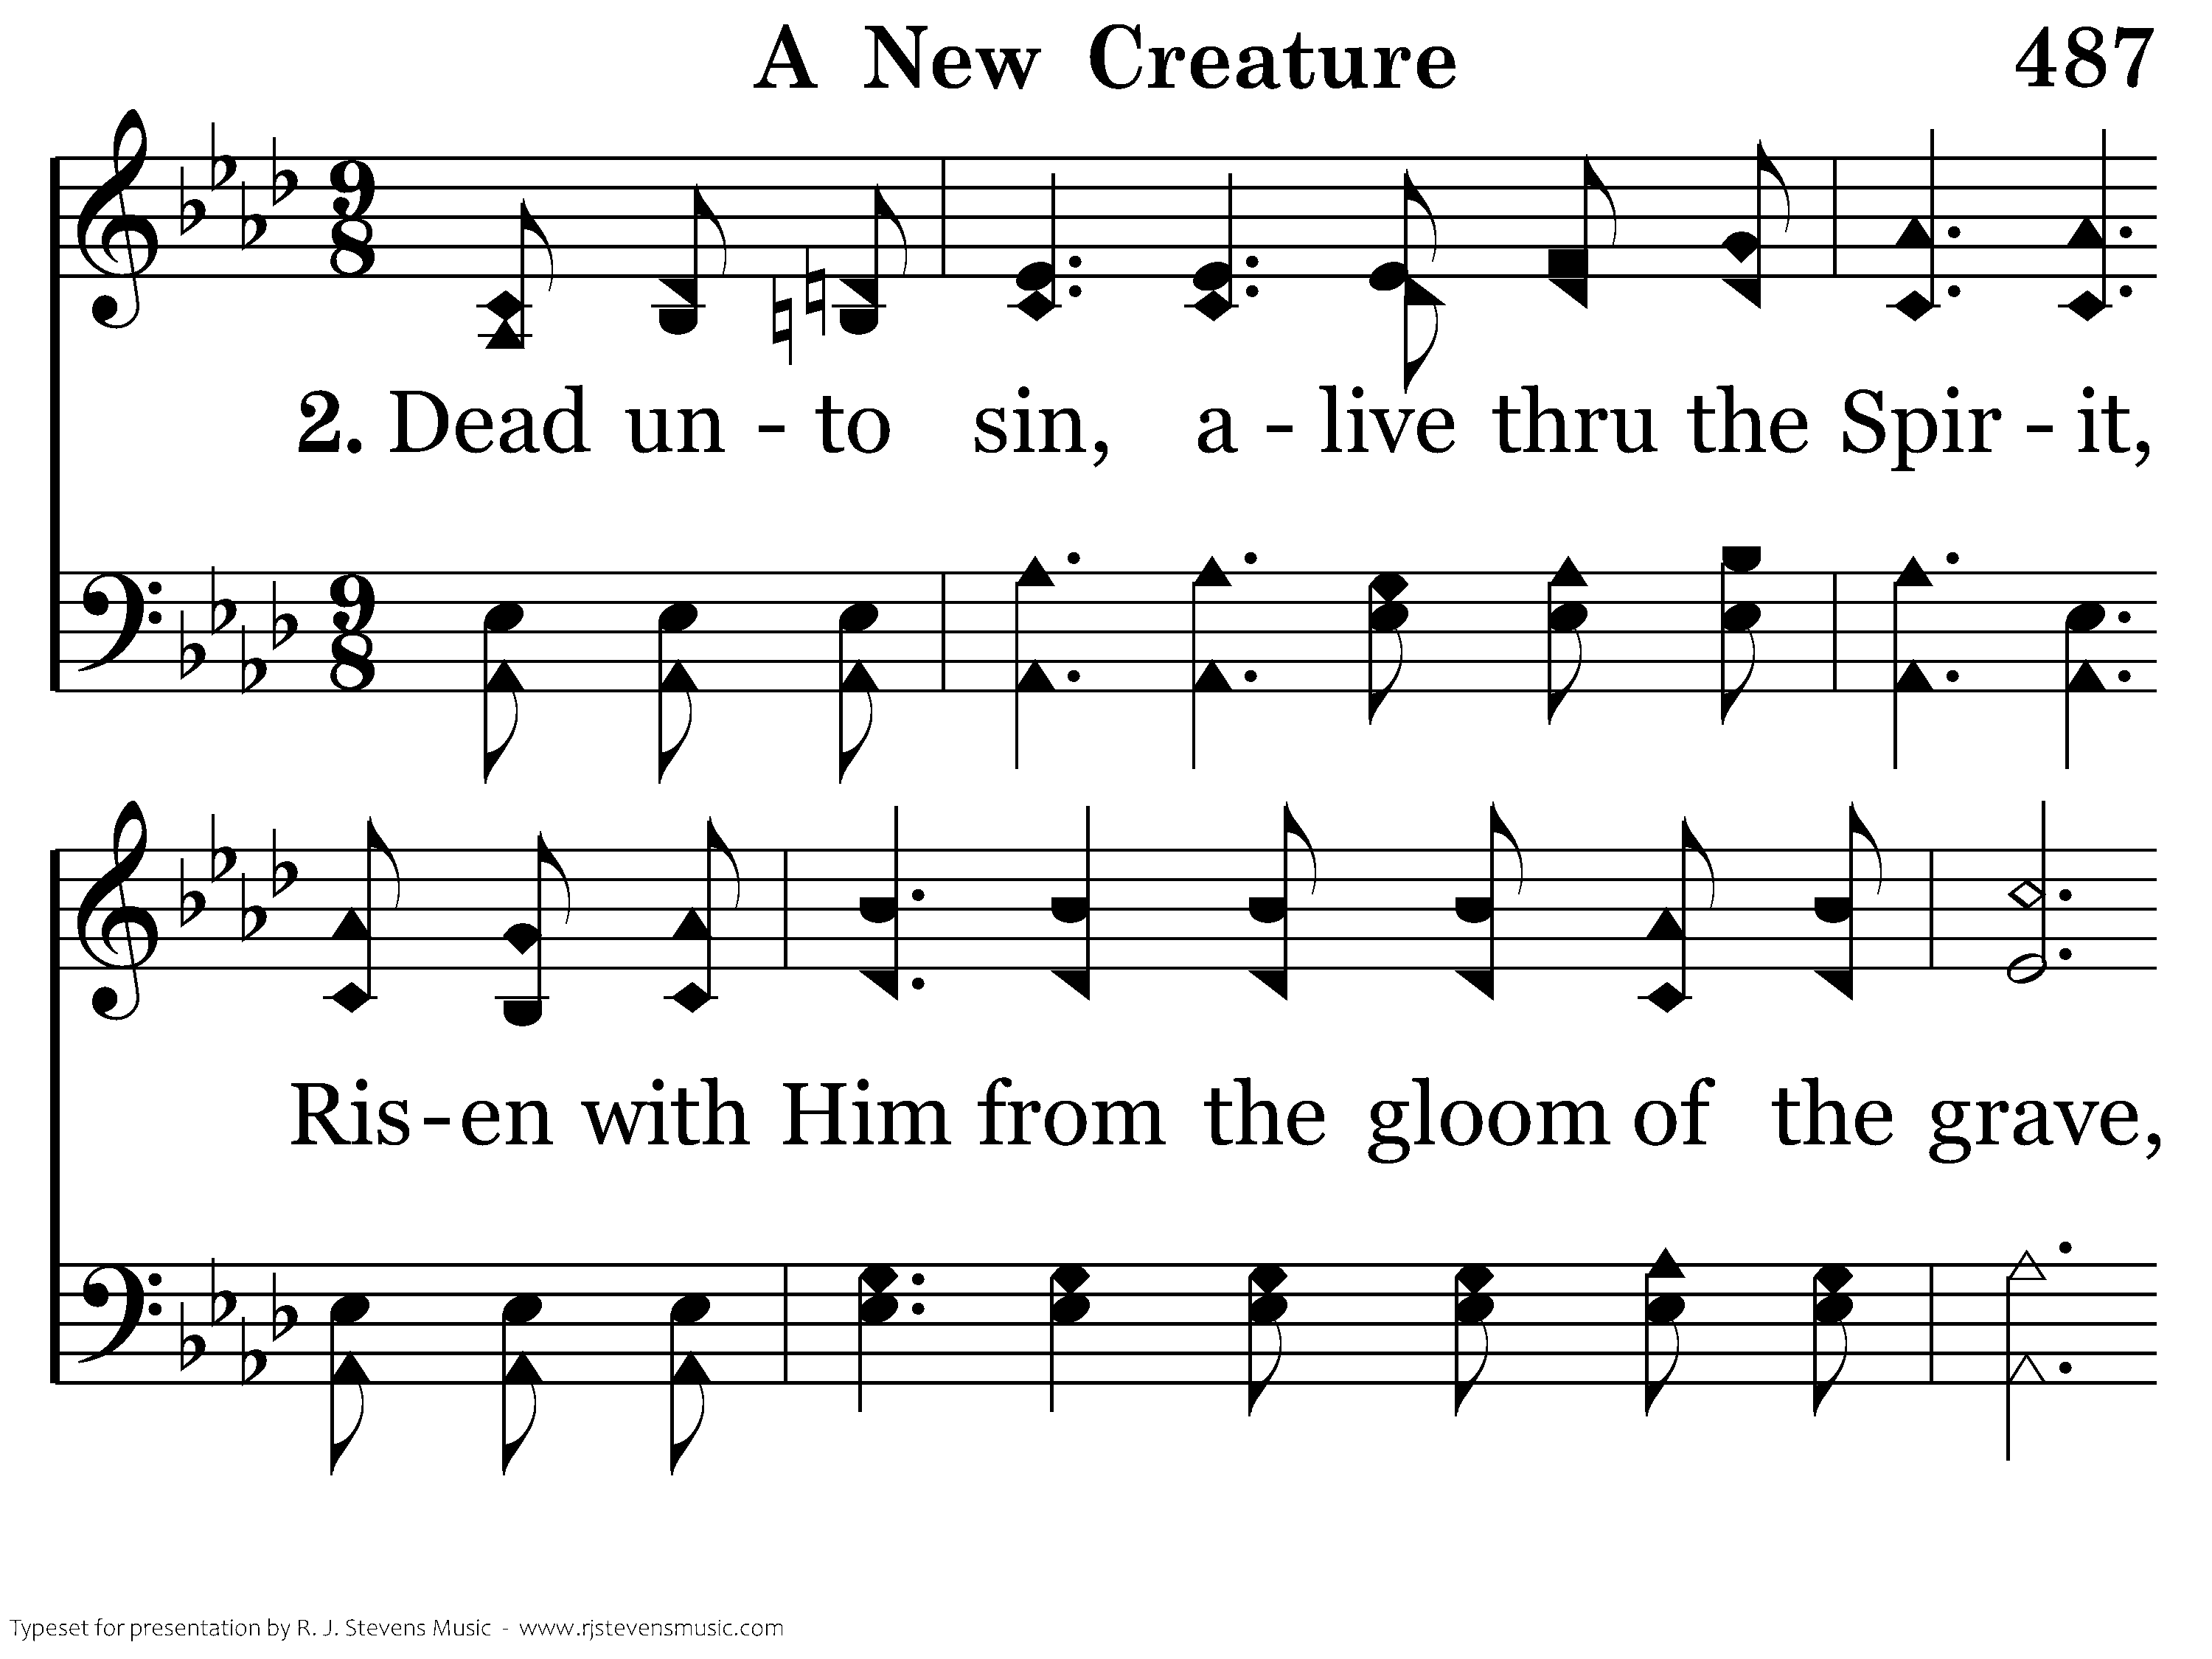 A New Creature 487
2. Dead un - to sin, a - live thru the Spir - it,
Ris - en with Him from the gloom of the grave,
Typeset for presentation by R. J. Stevens Music - www.rjstevensmusic.com